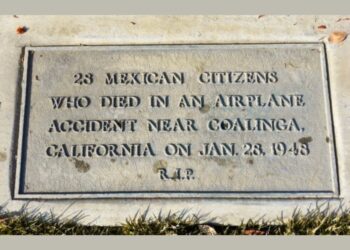 28 MEXICAN CITIZENS
WHO DIED IN AN AIRPLANE
ACCIDENT NEAR COALINGA,
CALIFORNIA ON JAN. 28, 1948
R.I.P.